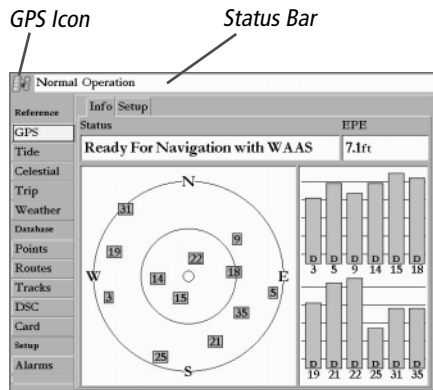 GPS Icon
Status Bar
Normal Operation
Reference
GPS
Tide
Celestial
Trip
Weather
Database
Points
Routes
Tracks
DSC
Card
Setup
Alarms
Info Setup
Status EPE
Ready For Navigation with WAAS 7.1ft
N
31
9
19
22
W 14 18 E
3 15 5
35
21
25
S
D D D D D D
3 5 9 14 15 18
D D D D D D
19 21 22 25 31 35